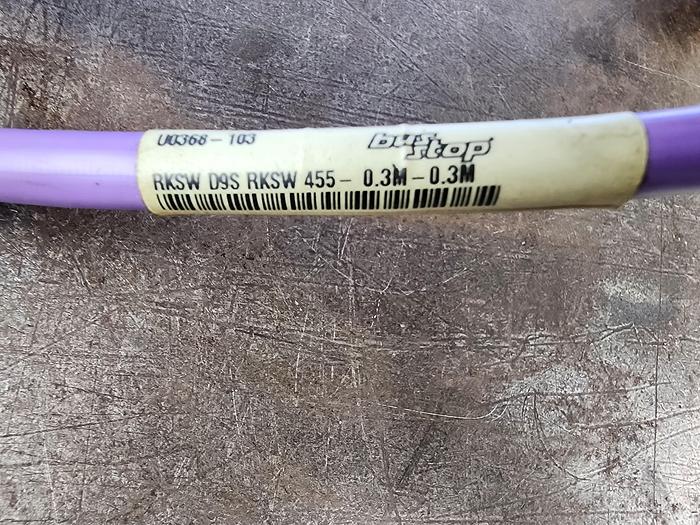 U0368-103
bus stop
RKSW D9S RKSW 455- 0.3M - 0.3M